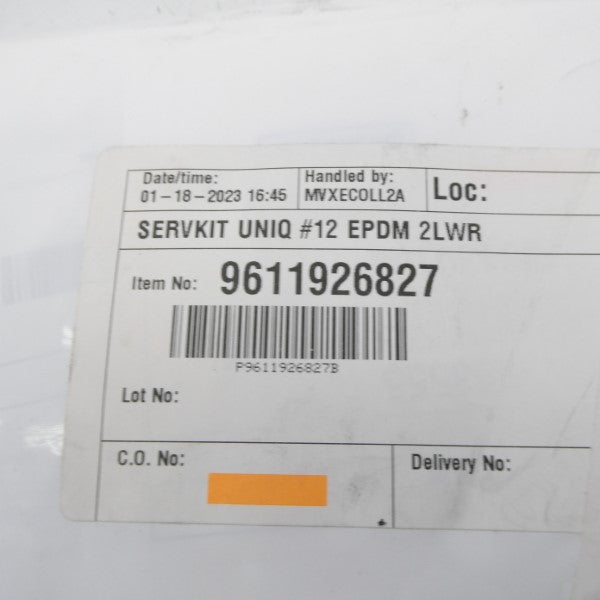 Date/time: Handled by: Loc:
01-18-2023 16:45 MVXECOLL2A
SERVKIT UNIQ #12 EPDM 2LWR
Item No: 9611926827
P9611926827B
Lot No:
C.O. No: Delivery No: